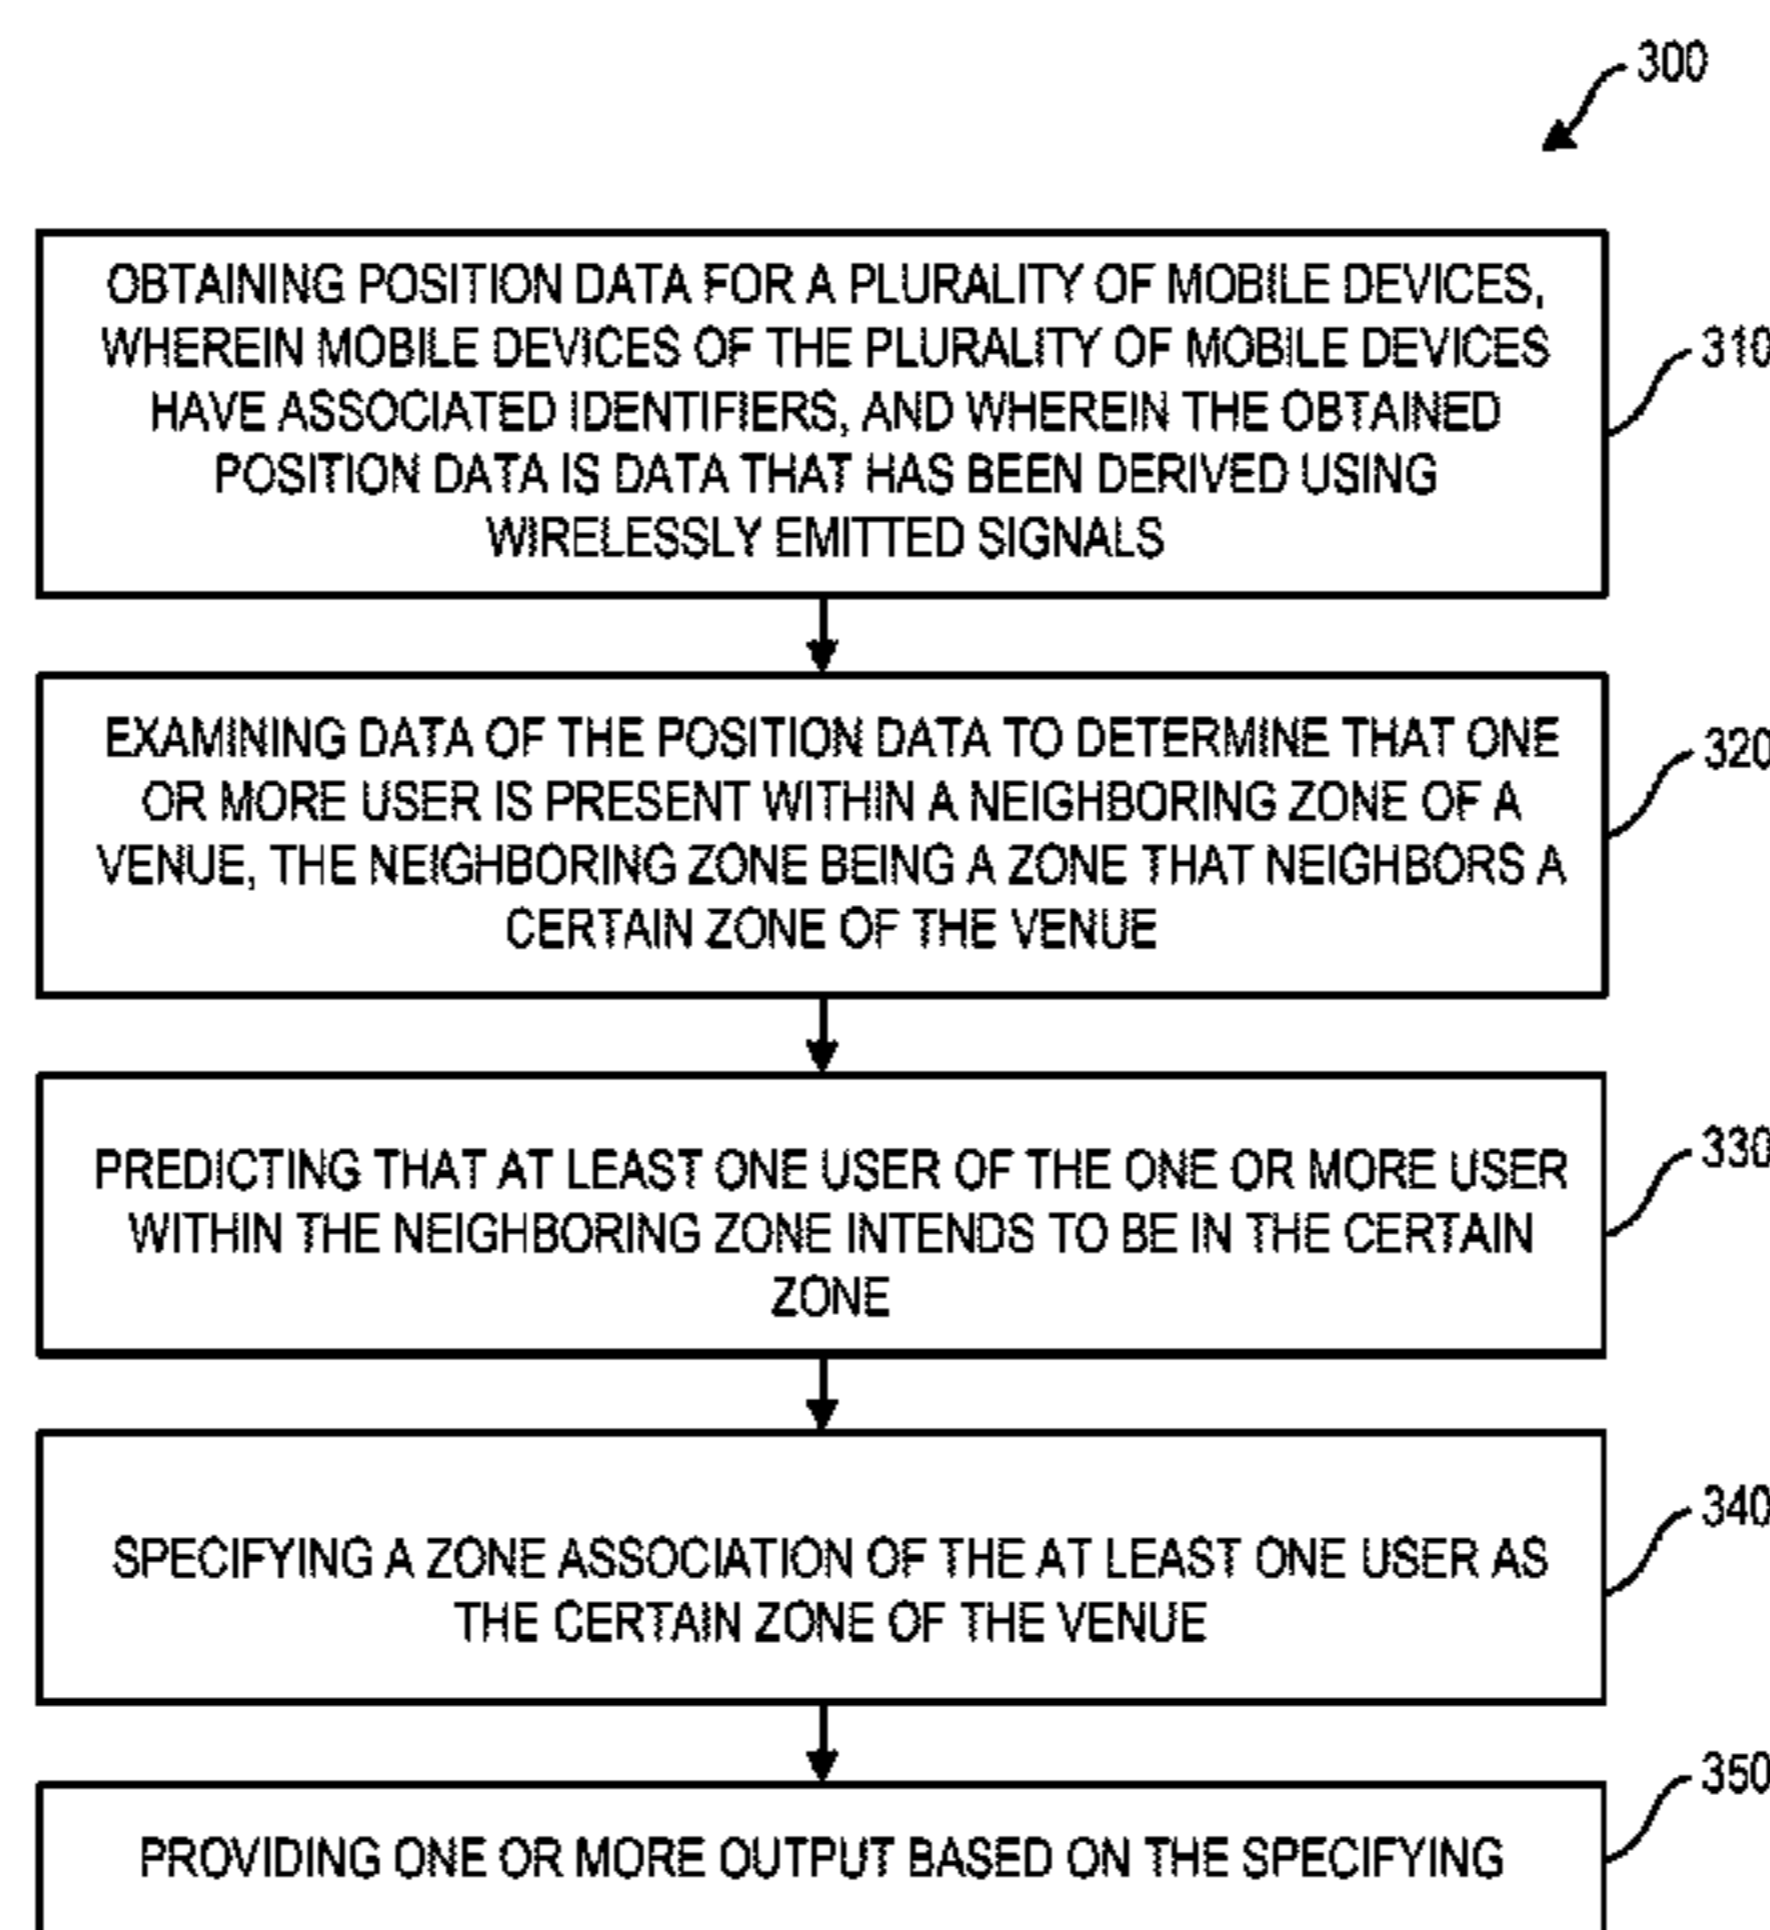 300
OBTAINING POSITION DATA FOR A PLURALITY OF MOBILE DEVICES,
WHEREIN MOBILE DEVICES OF THE PLURALITY OF MOBILE DEVICES
HAVE ASSOCIATED IDENTIFIERS, AND WHEREIN THE OBTAINED
POSITION DATA IS DATA THAT HAS BEEN DERIVED USING
WIRELESSLY EMITTED SIGNALS
310
EXAMINING DATA OF THE POSITION DATA TO DETERMINE THAT ONE
OR MORE USER IS PRESENT WITHIN A NEIGHBORING ZONE OF A
VENUE, THE NEIGHBORING ZONE BEING A ZONE THAT NEIGHBORS A
CERTAIN ZONE OF THE VENUE
320
PREDICTING THAT AT LEAST ONE USER OF THE ONE OR MORE USER
WITHIN THE NEIGHBORING ZONE INTENDS TO BE IN THE CERTAIN
ZONE
330
SPECIFYING A ZONE ASSOCIATION OF THE AT LEAST ONE USER AS
THE CERTAIN ZONE OF THE VENUE
340
PROVIDING ONE OR MORE OUTPUT BASED ON THE SPECIFYING
350